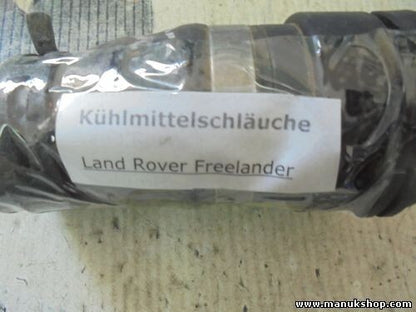 Kühlmittelschläuche
Land Rover Freelander
www.manukshop.com